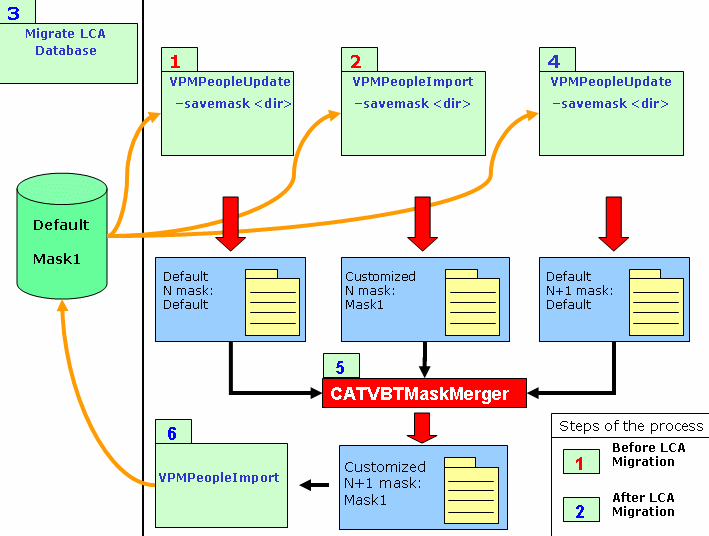 3
Migrate LCA
Database
1
VPMPeopleUpdate
–savemask <dir>
2
VPMPeopleImport
–savemask <dir>
4
VPMPeopleUpdate
–savemask <dir>
Default
Mask1
Default
N mask:
Default
Customized
N mask:
Mask1
Default
N+1 mask:
Default
5
CATVBTMaskMerger
6
VPMPeopleImport
Customized
N+1 mask:
Mask1
Steps of the process
1
Before LCA
Migration
2
After LCA
Migration